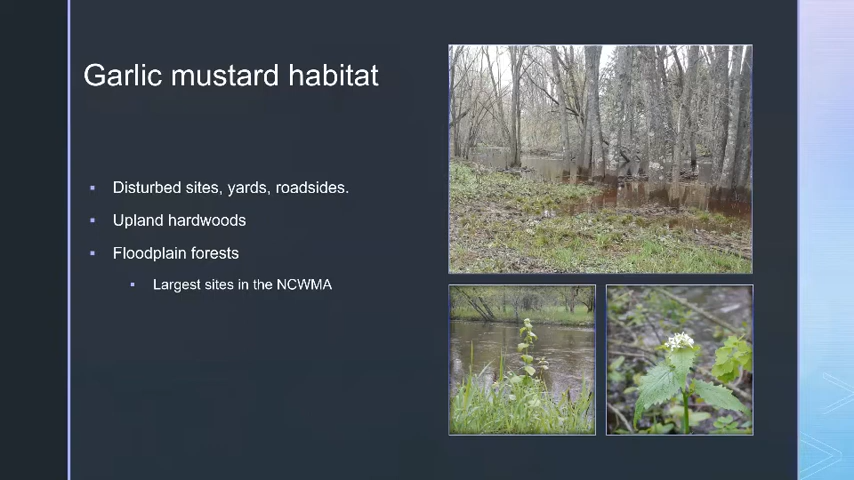 Garlic mustard habitat
Disturbed sites, yards, roadsides.
Upland hardwoods
Floodplain forests
Largest sites in the NCWMA